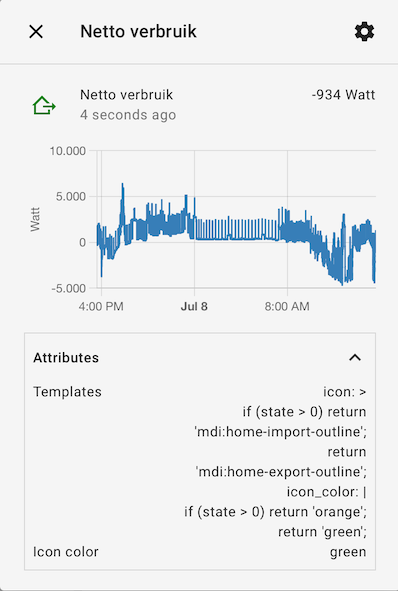 Netto verbruik
Netto verbruik -934 Watt
4 seconds ago
10.000
5.000
0
-5.000
Watt
4:00 PM Jul 8 8:00 AM
Attributes
Templates icon: >
if (state > 0) return
'mdi:home-import-outline';
return
'mdi:home-export-outline';
icon_color: |
if (state > 0) return 'orange';
return 'green';
Icon color green